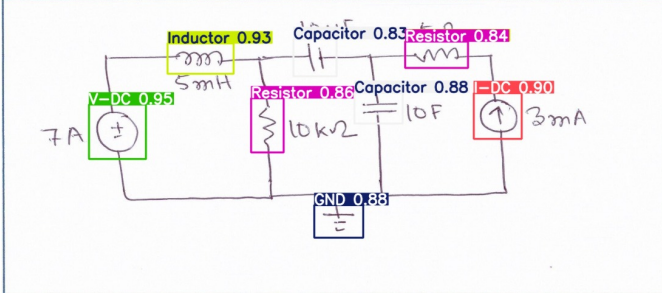 Inductor 0.93
Capacitor 0.83
Resistor 0.84
5mH
V-DC 0.95
Resistor 0.86
Capacitor 0.88
I-DC 0.90
7A
10kΩ
10F
3mA
GND 0.88